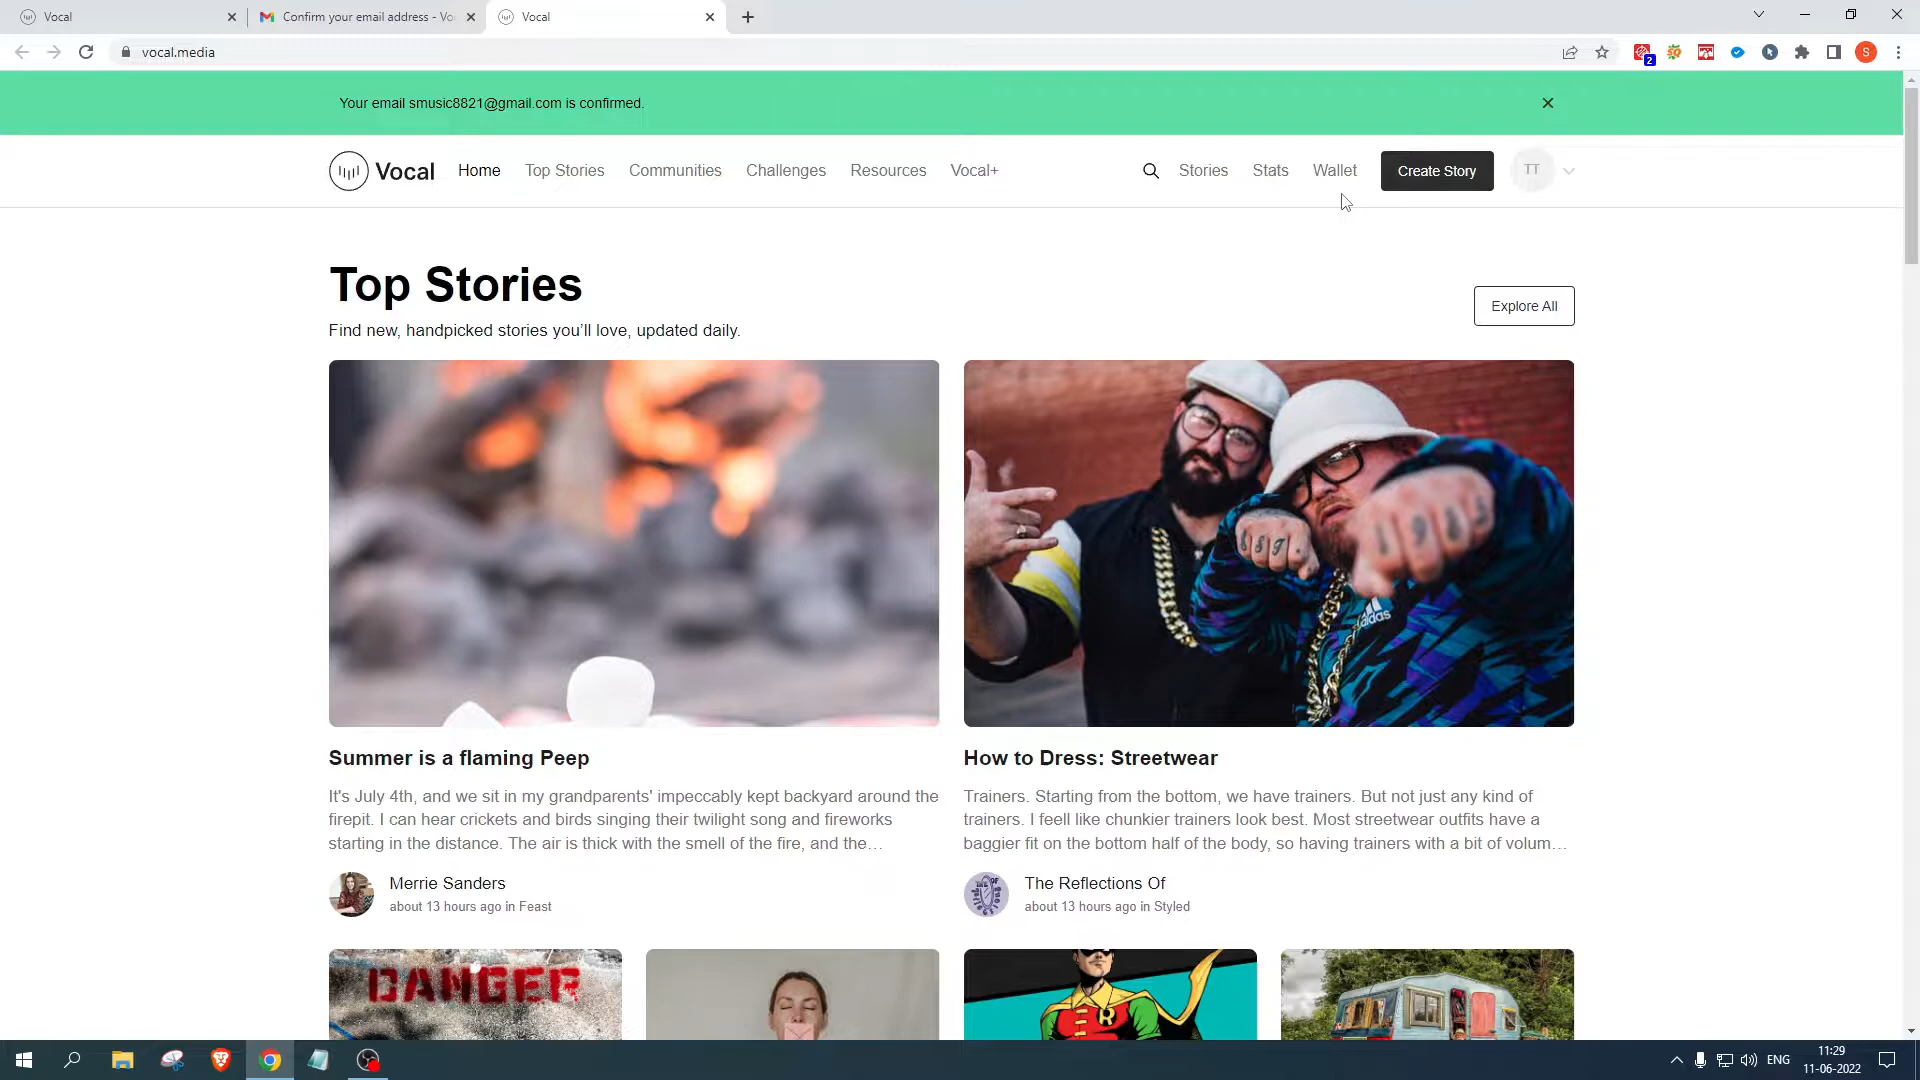 Vocal
Confirm your email address - Vo
Vocal
vocal.media
2
S
Your email smusic8821@gmail.com is confirmed.
Vocal
Home
Top Stories
Communities
Challenges
Resources
Vocal+
Stories
Stats
Wallet
Create Story
TT
Top Stories
Find new, handpicked stories you’ll love, updated daily.
Explore All
adidas
Summer is a flaming Peep
It's July 4th, and we sit in my grandparents' impeccably kept backyard around the
firepit. I can hear crickets and birds singing their twilight song and fireworks
starting in the distance. The air is thick with the smell of the fire, and the…
Merrie Sanders
about 13 hours ago in Feast
How to Dress: Streetwear
Trainers. Starting from the bottom, we have trainers. But not just any kind of
trainers. I feell like chunkier trainers look best. Most streetwear outfits have a
baggier fit on the bottom half of the body, so having trainers with a bit of volum…
The Reflections Of
about 13 hours ago in Styled
DANGER
R
ENG
11:29
11-06-2022